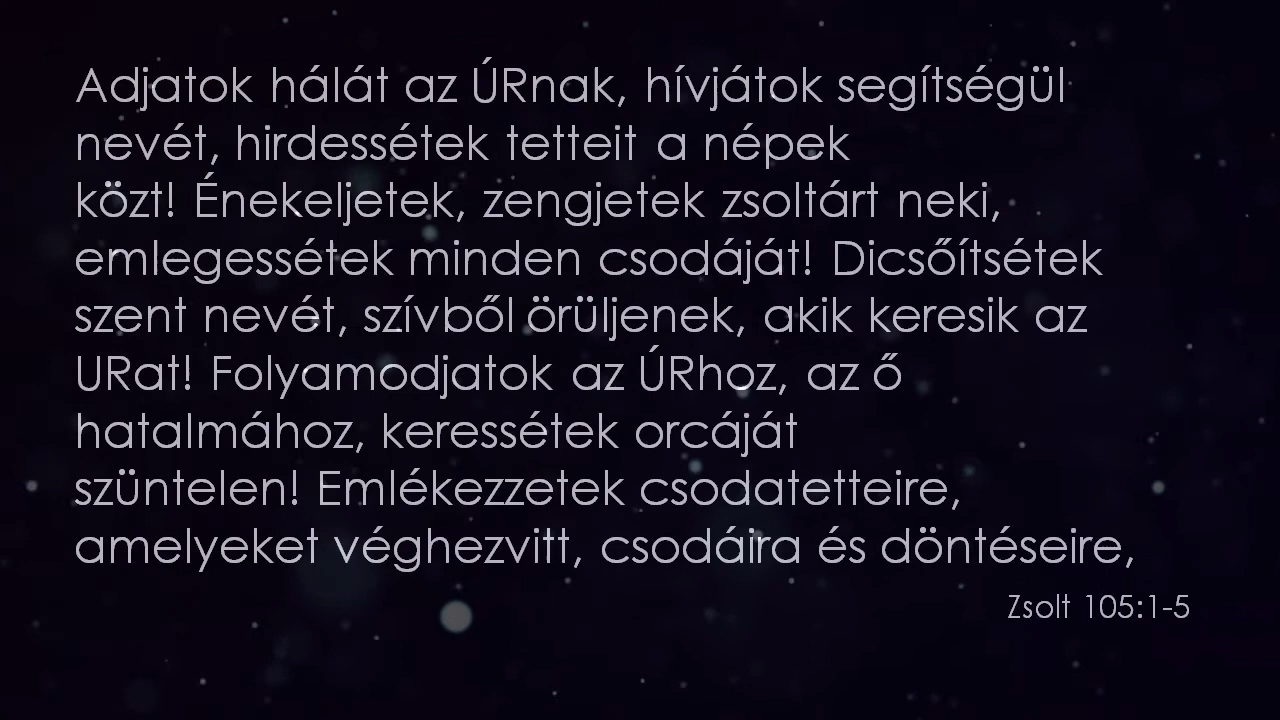 Adjatok hálát az ÚRnak, hívjátok segítségül
nevét, hirdessétek tetteit a népek
közt! Énekeljetek, zengjetek zsoltárt neki,
emlegessétek minden csodáját! Dicsőítsétek
szent nevét, szívből örüljenek, akik keresik az
URat! Folyamodjatok az ÚRhoz, az ő
hatalmához, keressétek orcáját
szüntelen! Emlékezzetek csodatetteire,
amelyeket véghezvitt, csodáira és döntéseire,
Zsolt 105:1-5